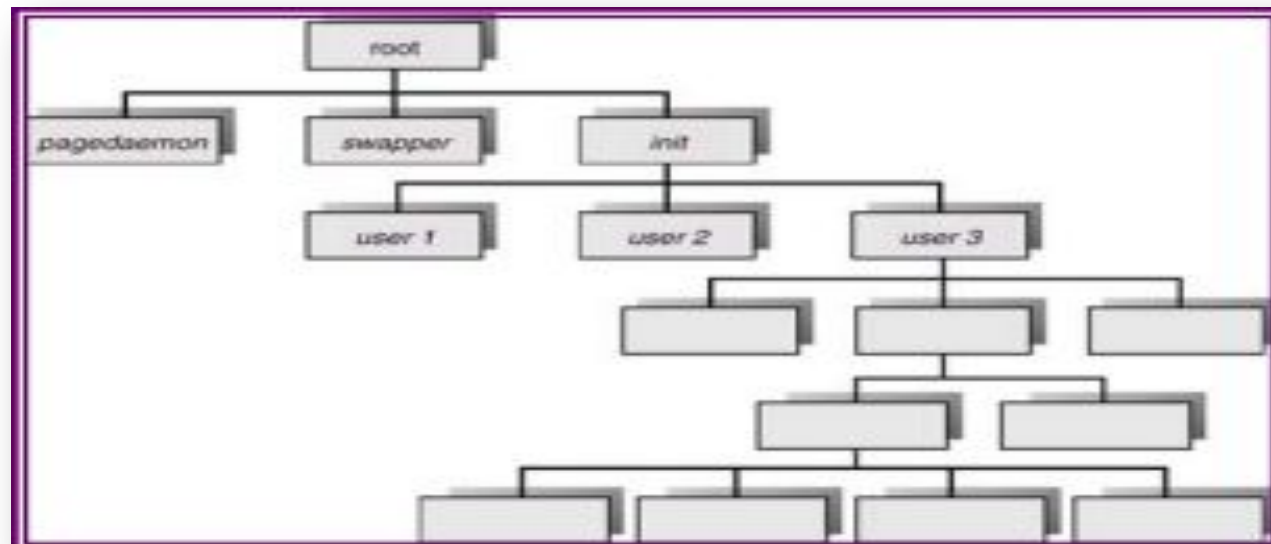 root
pagedaemon swapper init
user 1 user 2 user 3